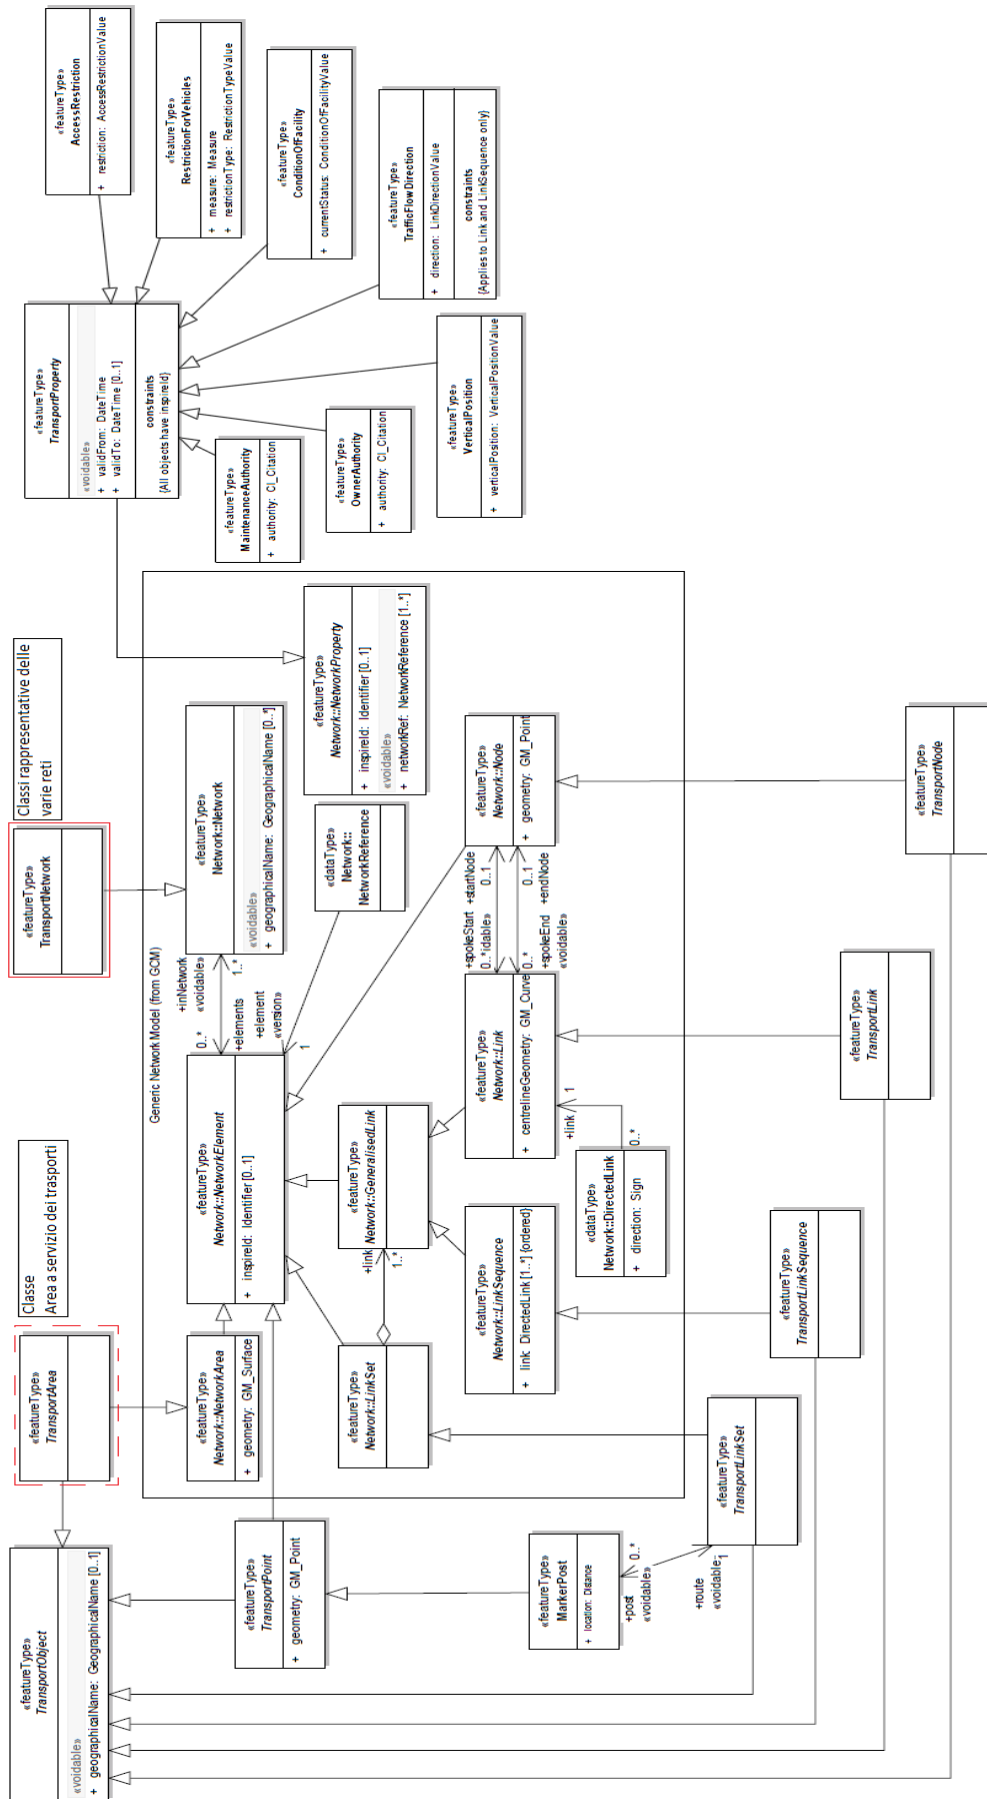 «featureType»
TransportObject
«voidable»
+ geographicalName: GeographicalName [0..1]
«featureType»
TransportArea
Classe
Area a servizio dei trasporti
«featureType»
TransportNetwork
Classi rappresentative delle
varie reti
«featureType»
TransportProperty
«voidable»
+ validFrom: DateTime
+ validTo: DateTime [0..1]
constraints
{All objects have inspireId}
«featureType»
AccessRestriction
+ restriction: AccessRestrictionValue
«featureType»
RestrictionForVehicles
+ measure: Measure
+ restrictionType: RestrictionTypeValue
«featureType»
ConditionOfFacility
+ currentStatus: ConditionOfFacilityValue
«featureType»
TrafficFlowDirection
+ direction: LinkDirectionValue
constraints
{Applies to Link and LinkSequence only}
«featureType»
MaintenanceAuthority
+ authority: CI_Citation
«featureType»
OwnerAuthority
+ authority: CI_Citation
«featureType»
VerticalPosition
+ verticalPosition: VerticalPositionValue
Generic Network Model (from GCM)
«featureType»
Network::NetworkArea
+ geometry: GM_Surface
«featureType»
Network::NetworkElement
+ inspireId: Identifier [0..1]
+inNetwork
«voidable»
1..*
0..*
+elements
«featureType»
Network::Network
«voidable»
+ geographicalName: GeographicalName [0..*]
+element
«version»
1
«featureType»
Network::NetworkProperty
+ inspireId: Identifier [0..1]
«voidable»
+ networkRef: NetworkReference [1..*]
«dataType»
Network::
NetworkReference
«featureType»
TransportPoint
+ geometry: GM_Point
«featureType»
Network::LinkSet
+link
1..*
«featureType»
Network::GeneralisedLink
«featureType»
Network::LinkSequence
+ link: DirectedLink [1..*] {ordered}
«featureType»
Network::Link
+ centrelineGeometry: GM_Curve
+spokeStart
0..*
idable»
+startNode
0..1
0..*
+spokeEnd
«voidable»
0..1
+endNode
«featureType»
Network::Node
+ geometry: GM_Point
«dataType»
Network::DirectedLink
+ direction: Sign
+link
1
0..*
«featureType»
MarkerPost
+ location: Distance
+post
«voidable»
0..*
+route
«voidable»
1
«featureType»
TransportLinkSet
«featureType»
TransportLinkSequence
«featureType»
TransportLink
«featureType»
TransportNode